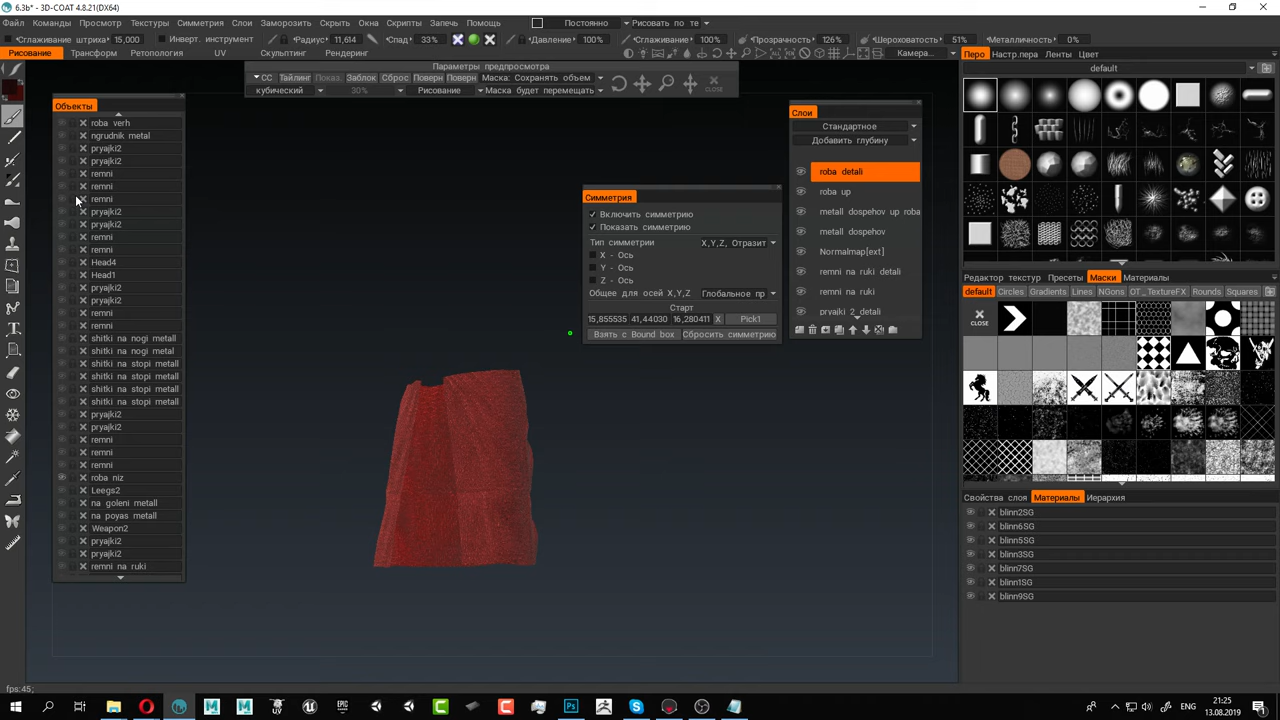 6.3b* - 3D-COAT 4.8.21(DX64)
Файл Команды Просмотр Текстуры Симметрия Слои Заморозить Скрыть Окна Скрипты Запечь Помощь Постоянно Рисовать по те
Сглаживание штриха 15,000 Инверт. инструмент Радиус 11,614 Спад 33% Давление 100% Сглаживание 100% Прозрачность 126% Шероховатость 51% Металличность 0%
Рисование Трансформ Ретопология UV Скульптинг Рендеринг Камера...
Перо Настр.пера Ленты Цвет
default
Параметры предпросмотра
СС Тайлинг Показ. Заблок Сброс Поверн Поверн Маска: Сохранять объем
кубический 30% Рисование Маска будет перемещать
CLOSE
Объекты
roba verh
ngrudnik metal
pryajki2
pryajki2
remni
remni
remni
pryajki2
pryajki2
remni
remni
Head4
Head1
pryajki2
pryajki2
remni
remni
shitki na nogi metall
shitki na nogi metal
shitki na stopi metall
shitki na stopi metall
shitki na stopi metall
shitki na stopi metall
pryajki2
pryajki2
remni
remni
remni
roba niz
Leegs2
na goleni metall
na poyas metall
Weapon2
pryajki2
pryajki2
remni na ruki
Симметрия
Включить симметрию
Показать симметрию
Тип симметрии X,Y,Z, Отразит
X - Ось
Y - Ось
Z - Ось
Общее для осей X,Y,Z Глобальное пр
Старт
15,855535 41,44030 16,280411 X Pick1
Взять с Bound box Сбросить симметрию
Слои
Стандартное
Добавить глубину
roba detali
roba up
metall dospehov up roba
metall dospehov
NormalMap[ext]
remni na ruki detali
remni na ruki
pryajki 2 detali
Редактор текстур Пресеты Маски Материалы
default Circles Gradients Lines NGons OT_TextureFX Rounds Squares
CLOSE
Свойства слоя Материалы Иерархия
blinn2SG
blinn6SG
blinn5SG
blinn3SG
blinn7SG
blinn1SG
blinn9SG
fps:45;
ENG 21:25
13.08.2019